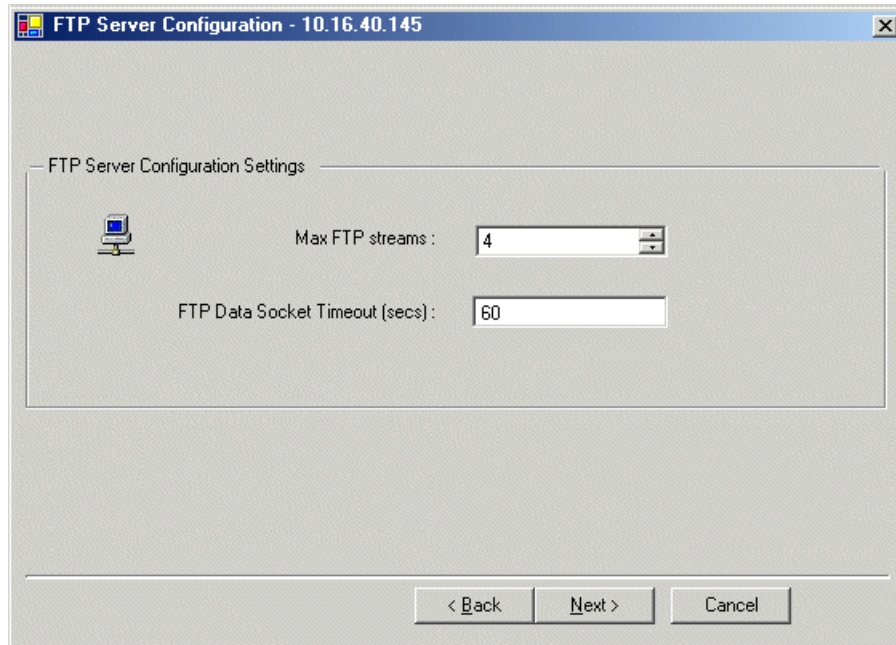 FTP Server Configuration - 10.16.40.145
FTP Server Configuration Settings
Max FTP streams :
4
FTP Data Socket Timeout (secs) :
60
< Back
Next >
Cancel